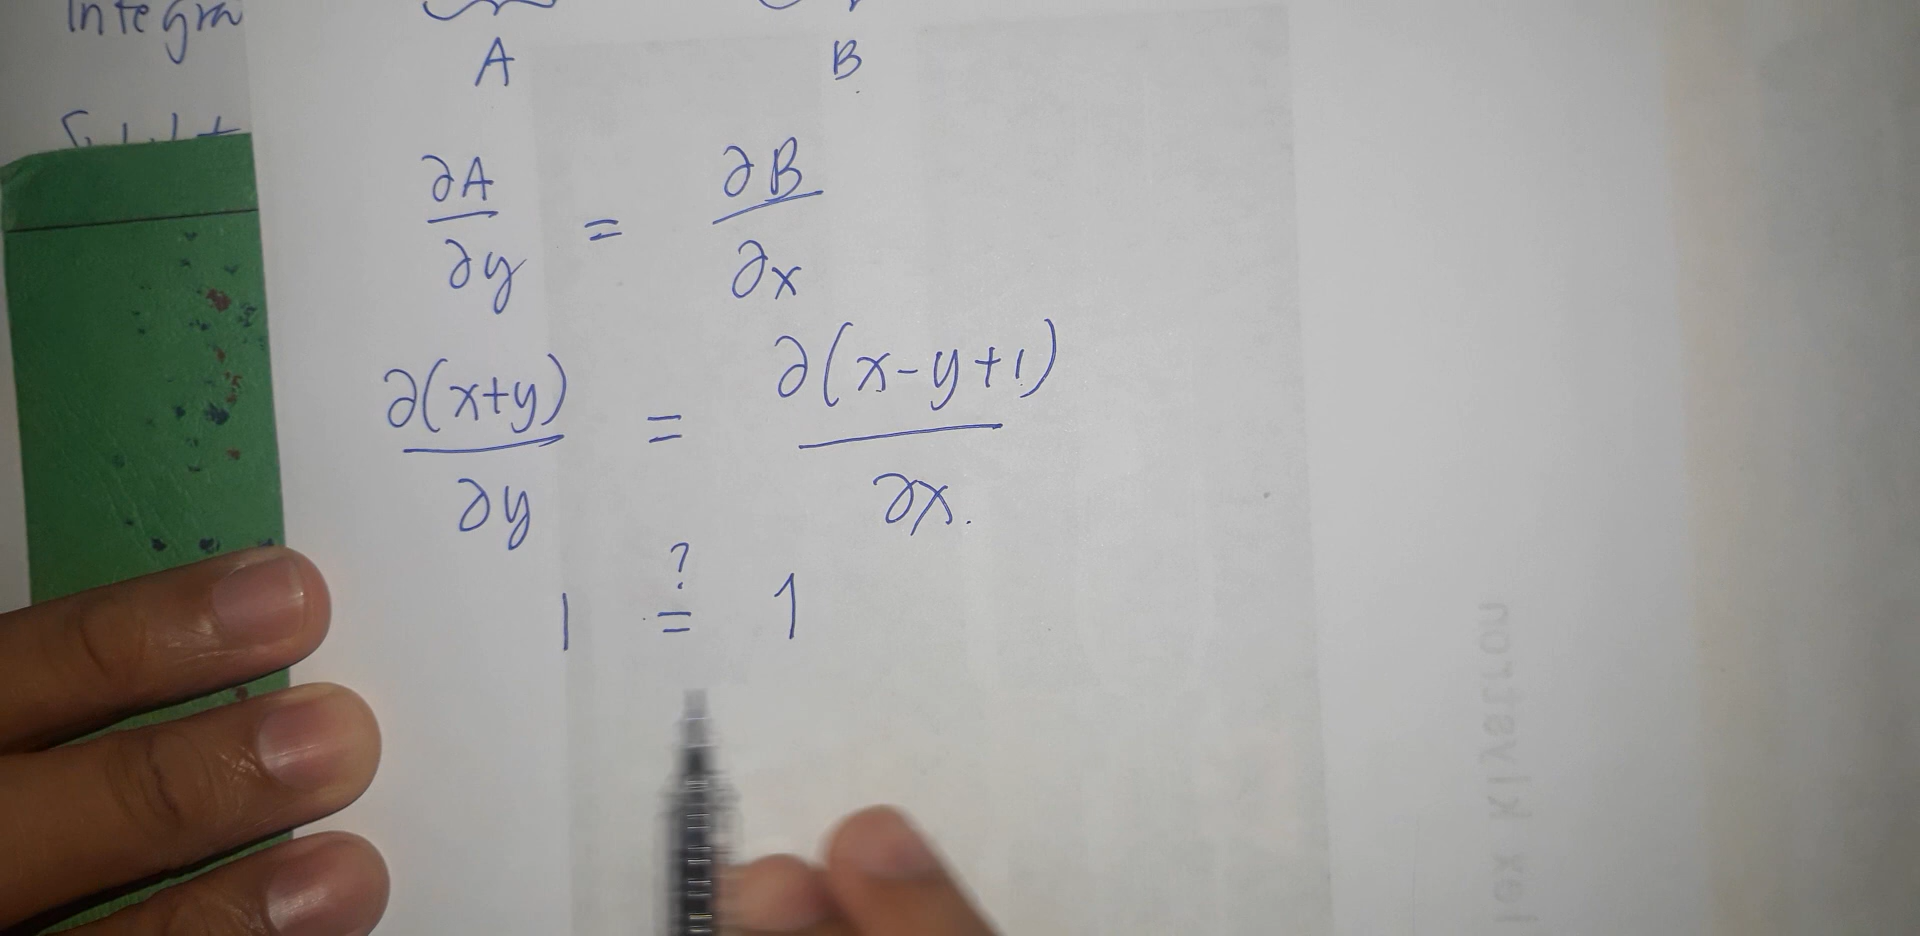 Integra
A B
∂A/∂y = ∂B/∂x
∂(x+y)/∂y = ∂(x-y+1)/∂x.
1 ≟ 1